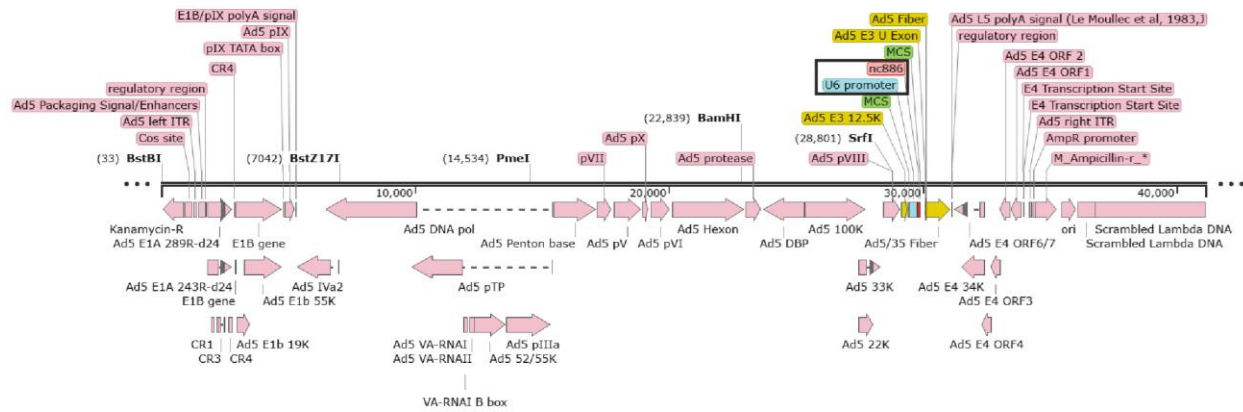 E1B/pIX polyA signal
Ad5 pIX
pIX TATA box
CR4
regulatory region
Ad5 Packaging Signal/Enhancers
Ad5 left ITR
Cos site
(33) BstBI
(7042) BstZ17I
(14,534) PmeI
pVII
Ad5 pX
(22,839) BamHI
Ad5 protease
Ad5 Fiber
Ad5 E3 U Exon
MCS
nc886
U6 promoter
MCS
Ad5 E3 12.5K
(28,801) SrfI
Ad5 pVIII
Ad5 L5 polyA signal (Le Moullec et al, 1983,J
regulatory region
Ad5 E4 ORF 2
Ad5 E4 ORF1
E4 Transcription Start Site
E4 Transcription Start Site
Ad5 right ITR
AmpR promoter
M_Ampicillin-r_*
10,000 20,000 30,000 40,000
Kanamycin-R
Ad5 E1A 289R-d24
E1B gene
Ad5 DNA pol
Ad5 Penton base
Ad5 pV
Ad5 pVI
Ad5 Hexon
Ad5 DBP
Ad5 100K
Ad5/35 Fiber
Ad5 E4 ORF6/7
ori
Scrambled Lambda DNA
Scrambled Lambda DNA
Ad5 E1A 243R-d24
E1B gene
Ad5 E1b 55K
Ad5 IVa2
Ad5 pTP
Ad5 33K
Ad5 E4 34K
Ad5 E4 ORF3
CR1
CR3
CR4
Ad5 E1b 19K
Ad5 VA-RNAI
Ad5 VA-RNAII
Ad5 52/55K
Ad5 pIIIa
Ad5 22K
Ad5 E4 ORF4
VA-RNAI B box